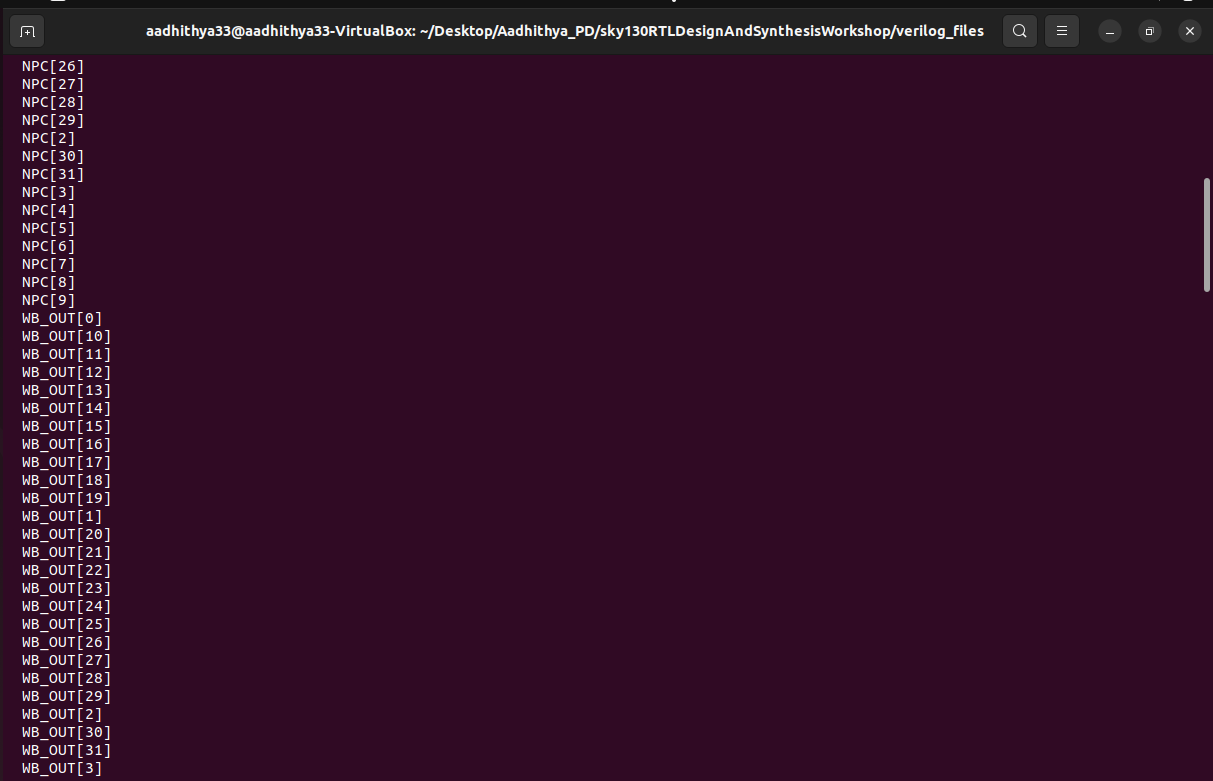 aadhithya33@aadhithya33-VirtualBox: ~/Desktop/Aadhithya_PD/sky130RTLDesignAndSynthesisWorkshop/verilog_files
NPC[26]
NPC[27]
NPC[28]
NPC[29]
NPC[2]
NPC[30]
NPC[31]
NPC[3]
NPC[4]
NPC[5]
NPC[6]
NPC[7]
NPC[8]
NPC[9]
WB_OUT[0]
WB_OUT[10]
WB_OUT[11]
WB_OUT[12]
WB_OUT[13]
WB_OUT[14]
WB_OUT[15]
WB_OUT[16]
WB_OUT[17]
WB_OUT[18]
WB_OUT[19]
WB_OUT[1]
WB_OUT[20]
WB_OUT[21]
WB_OUT[22]
WB_OUT[23]
WB_OUT[24]
WB_OUT[25]
WB_OUT[26]
WB_OUT[27]
WB_OUT[28]
WB_OUT[29]
WB_OUT[2]
WB_OUT[30]
WB_OUT[31]
WB_OUT[3]